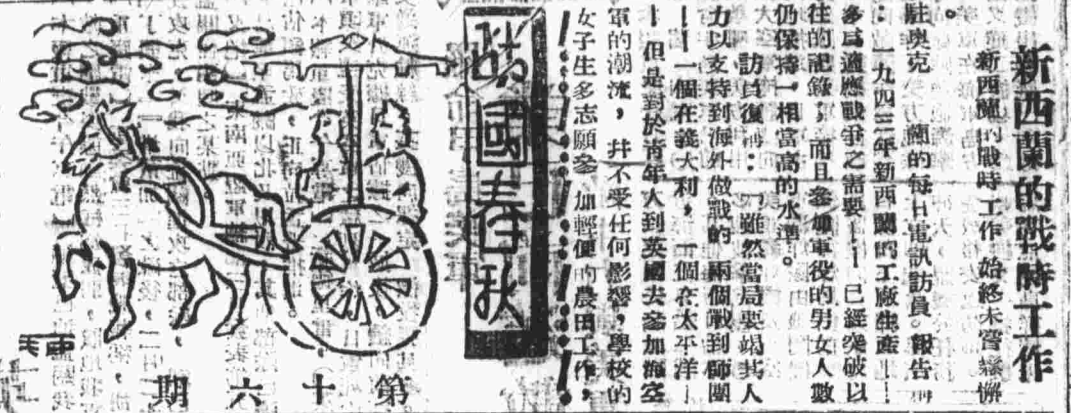 新西蘭的戰時工作
新西蘭的戰時工作，始終未嘗鬆懈
。
駐奧克蘭的每日電訊訪員報告稱
：一九四三年新西蘭的工廠生產—
多為適應戰爭之需要——已經突破以
往的記錄，而且參加軍役的男女人數
仍保持一相當高的水準。
訪員復稱：雖然當局要竭其人
力以支持到海外做戰的兩個戰到師團
——一個在義大利，一個在太平洋—
—但是對於青年人到英國去參加海空
軍的潮流，并不受任何影響，學校的
女子生多志願參加輕便的農田工作，
國春秋
第十六期